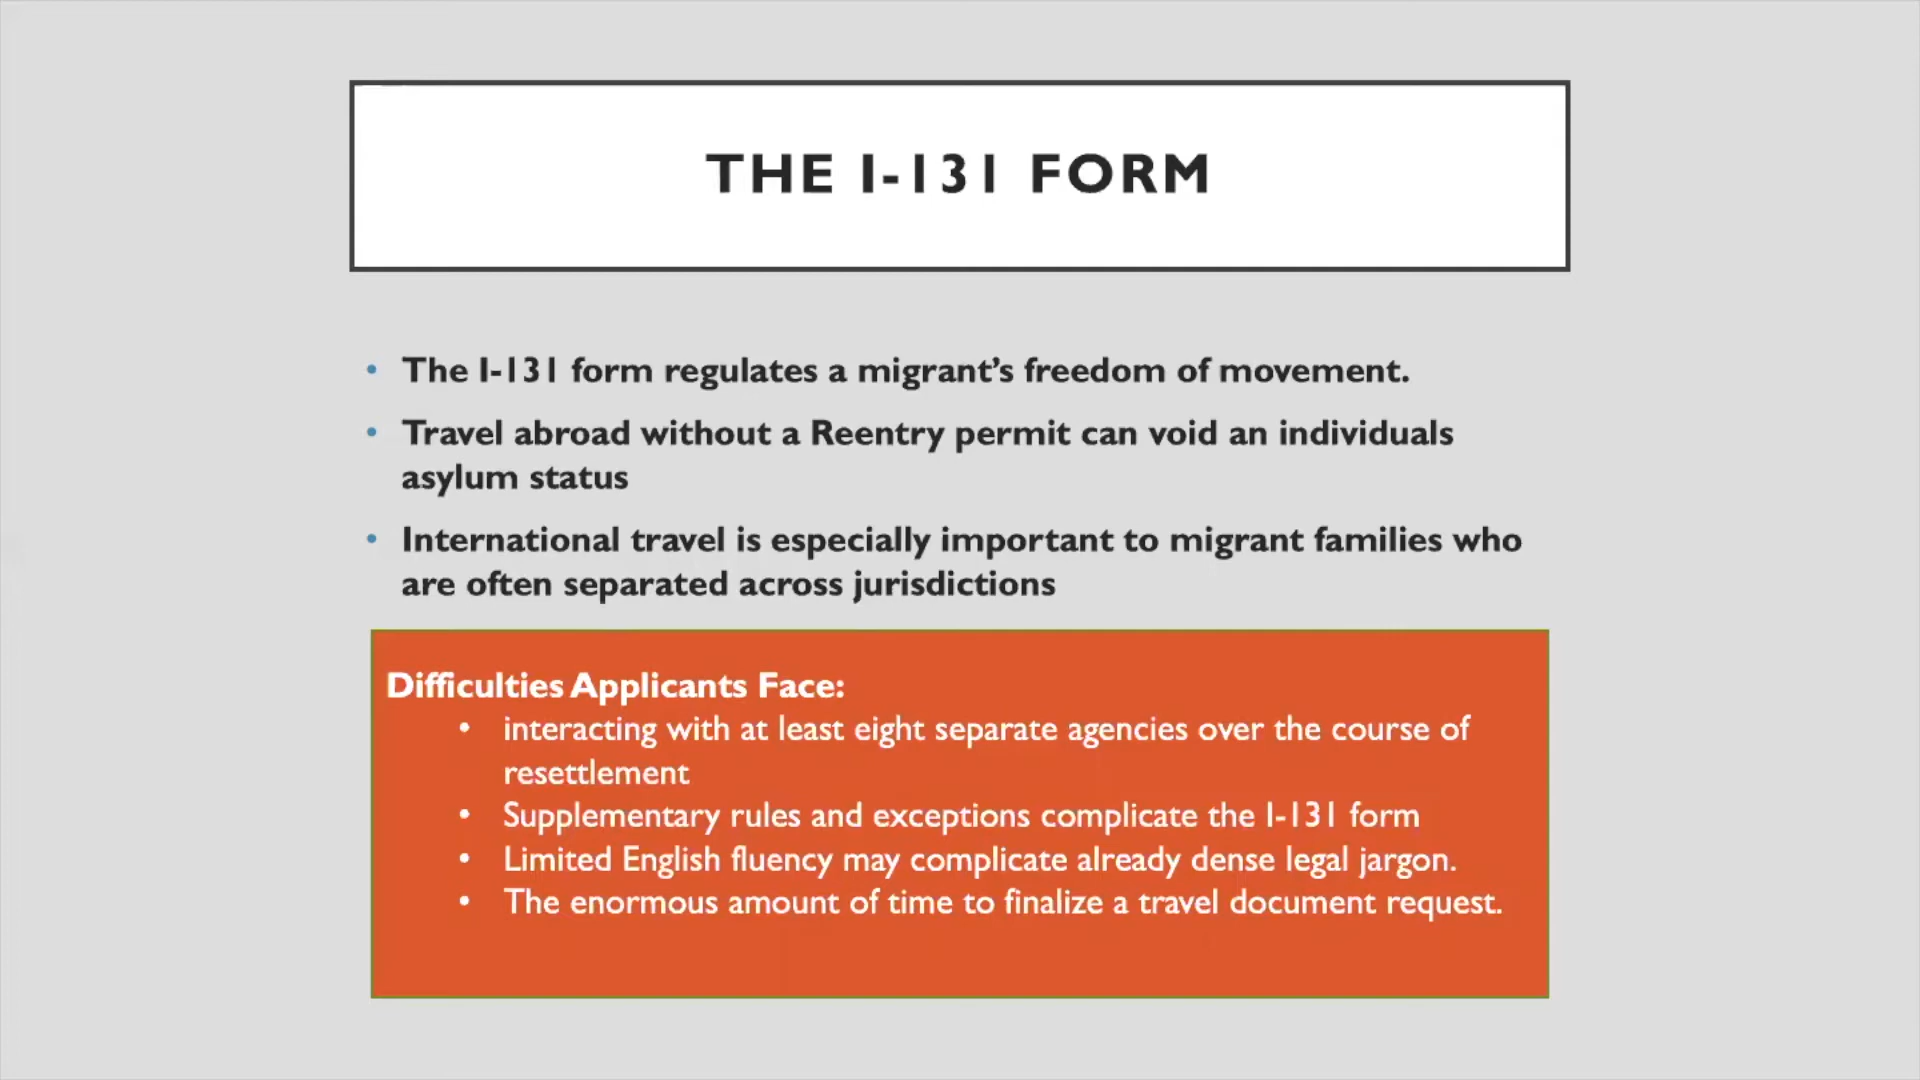 THE I-131 FORM
• The I-131 form regulates a migrant’s freedom of movement.
• Travel abroad without a Reentry permit can void an individuals
asylum status
• International travel is especially important to migrant families who
are often separated across jurisdictions
Difficulties Applicants Face:
• interacting with at least eight separate agencies over the course of
resettlement
• Supplementary rules and exceptions complicate the I-131 form
• Limited English fluency may complicate already dense legal jargon.
• The enormous amount of time to finalize a travel document request.